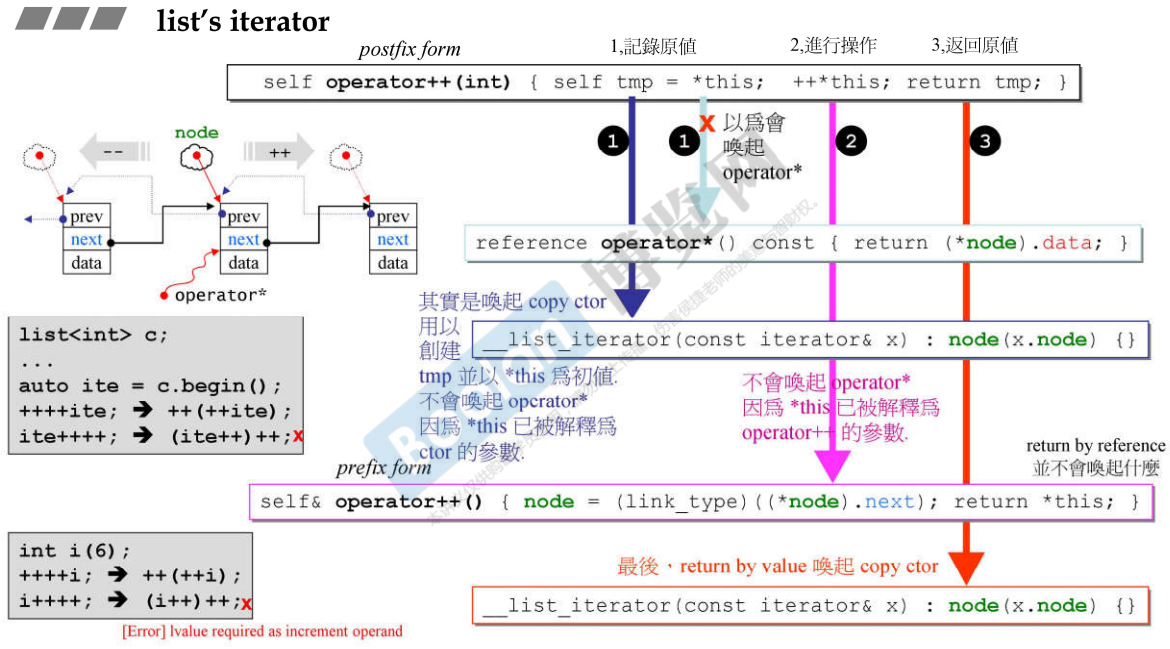 list's iterator
postfix form
1,記錄原值
2,進行操作
3,返回原值
self operator++(int) { self tmp = *this; ++*this; return tmp; }
node
--
++
1
1
x 以爲會
喚起
operator*
2
3
prev
next
data
prev
next
data
prev
next
data
operator*
reference operator*() const { return (*node).data; }
其實是喚起 copy ctor
用以
創建
tmp 並以 *this 爲初值.
不會喚起 operator*
因爲 *this 已被解釋爲
ctor 的參數.
__list_iterator(const iterator& x) : node(x.node) {}
不會喚起 operator*
因爲 *this 已被解釋爲
operator++ 的參數.
list<int> c;
...
auto ite = c.begin();
++++ite; ➔ ++(++ite);
ite++++; ➔ (ite++)++;x
prefix form
return by reference
並不會喚起什麼
self& operator++() { node = (link_type)((*node).next); return *this; }
int i(6);
++++i; ➔ ++(++i);
i++++; ➔ (i++)++;x
[Error] lvalue required as increment operand
最後，return by value 喚起 copy ctor
__list_iterator(const iterator& x) : node(x.node) {}
Boolan
博览网